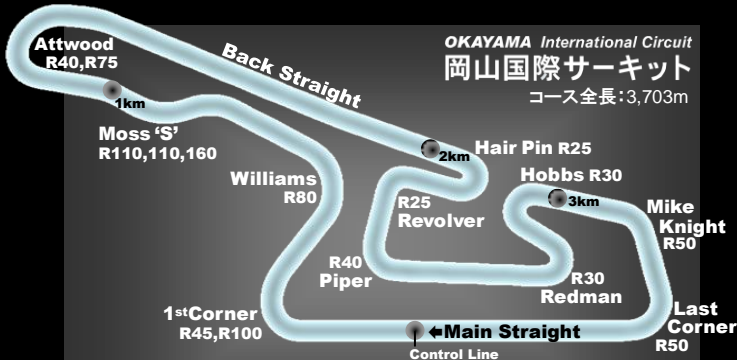 OKAYAMA International Circuit
岡山国際サーキット
コース全長：3,703m
Attwood
R40,R75
Back Straight
1km
Moss ‘S’
R110,110,160
2km
Hair Pin R25
Hobbs R30
Williams
R80
R25
Revolver
3km
Mike
Knight
R50
R40
Piper
R30
Redman
1stCorner
R45,R100
←Main Straight
Control Line
Last
Corner
R50